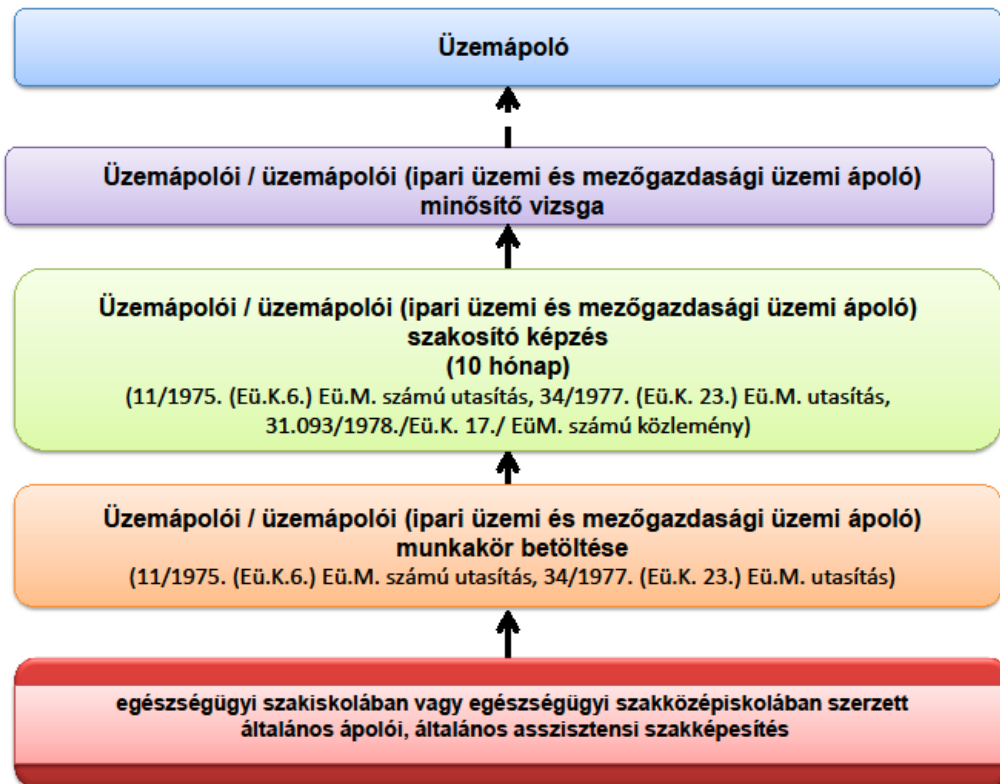 Üzemápoló
Üzemápolói / üzemápolói (ipari üzemi és mezőgazdasági üzemi ápoló)
minősítő vizsga
Üzemápolói / üzemápolói (ipari üzemi és mezőgazdasági üzemi ápoló)
szakosító képzés
(10 hónap)
(11/1975. (Eü.K.6.) Eü.M. számú utasítás, 34/1977. (Eü.K. 23.) Eü.M. utasítás,
31.093/1978./Eü.K. 17./ EüM. számú közlemény)
Üzemápolói / üzemápolói (ipari üzemi és mezőgazdasági üzemi ápoló)
munkakör betöltése
(11/1975. (Eü.K.6.) Eü.M. számú utasítás, 34/1977. (Eü.K. 23.) Eü.M. utasítás)
egészségügyi szakiskolában vagy egészségügyi szakközépiskolában szerzett
általános ápolói, általános asszisztensi szakképesítés